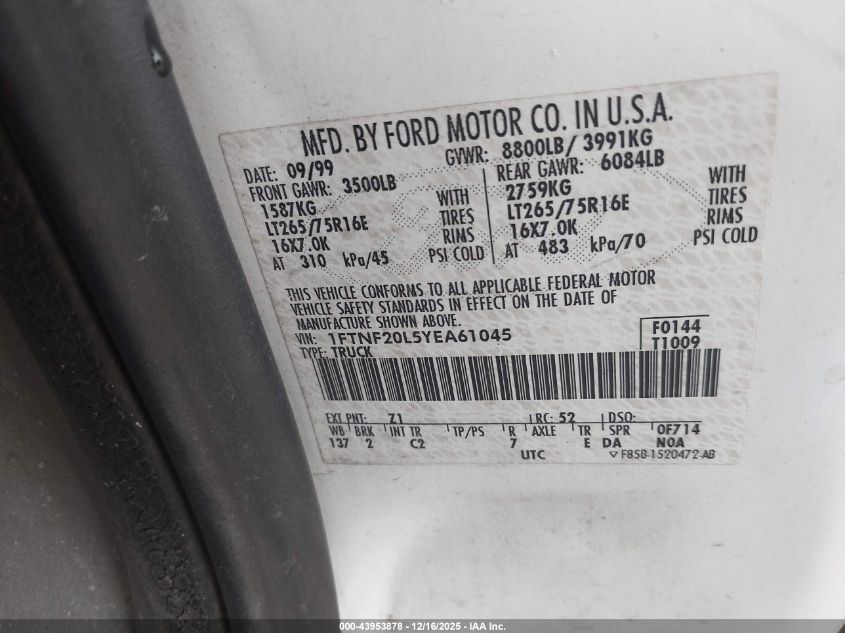 MFD. BY FORD MOTOR CO. IN U.S.A.
DATE: 09/99 GVWR: 8800LB/ 3991KG
FRONT GAWR: 3500LB REAR GAWR: 6084LB
1587KG WITH 2759KG WITH
LT265/75R16E TIRES LT265/75R16E TIRES
16X7.0K RIMS 16X7.0K RIMS
AT 310 kPa/45 PSI COLD AT 483 kPa/70 PSI COLD
THIS VEHICLE CONFORMS TO ALL APPLICABLE FEDERAL MOTOR
VEHICLE SAFETY STANDARDS IN EFFECT ON THE DATE OF
MANUFACTURE SHOWN ABOVE.
VIN: 1FTNF20L5YEA61045 F0144
TYPE: TRUCK T1009
EXT PNT: Z1 RC: 52 DSO:
WB BRK INT TR TP/PS R AXLE TR SPR 0F714
137 2 C2 7 E DA N0A
UTC ▽ F85B-1520472-AB
000-43953878 - 12/16/2025 - IAA Inc.